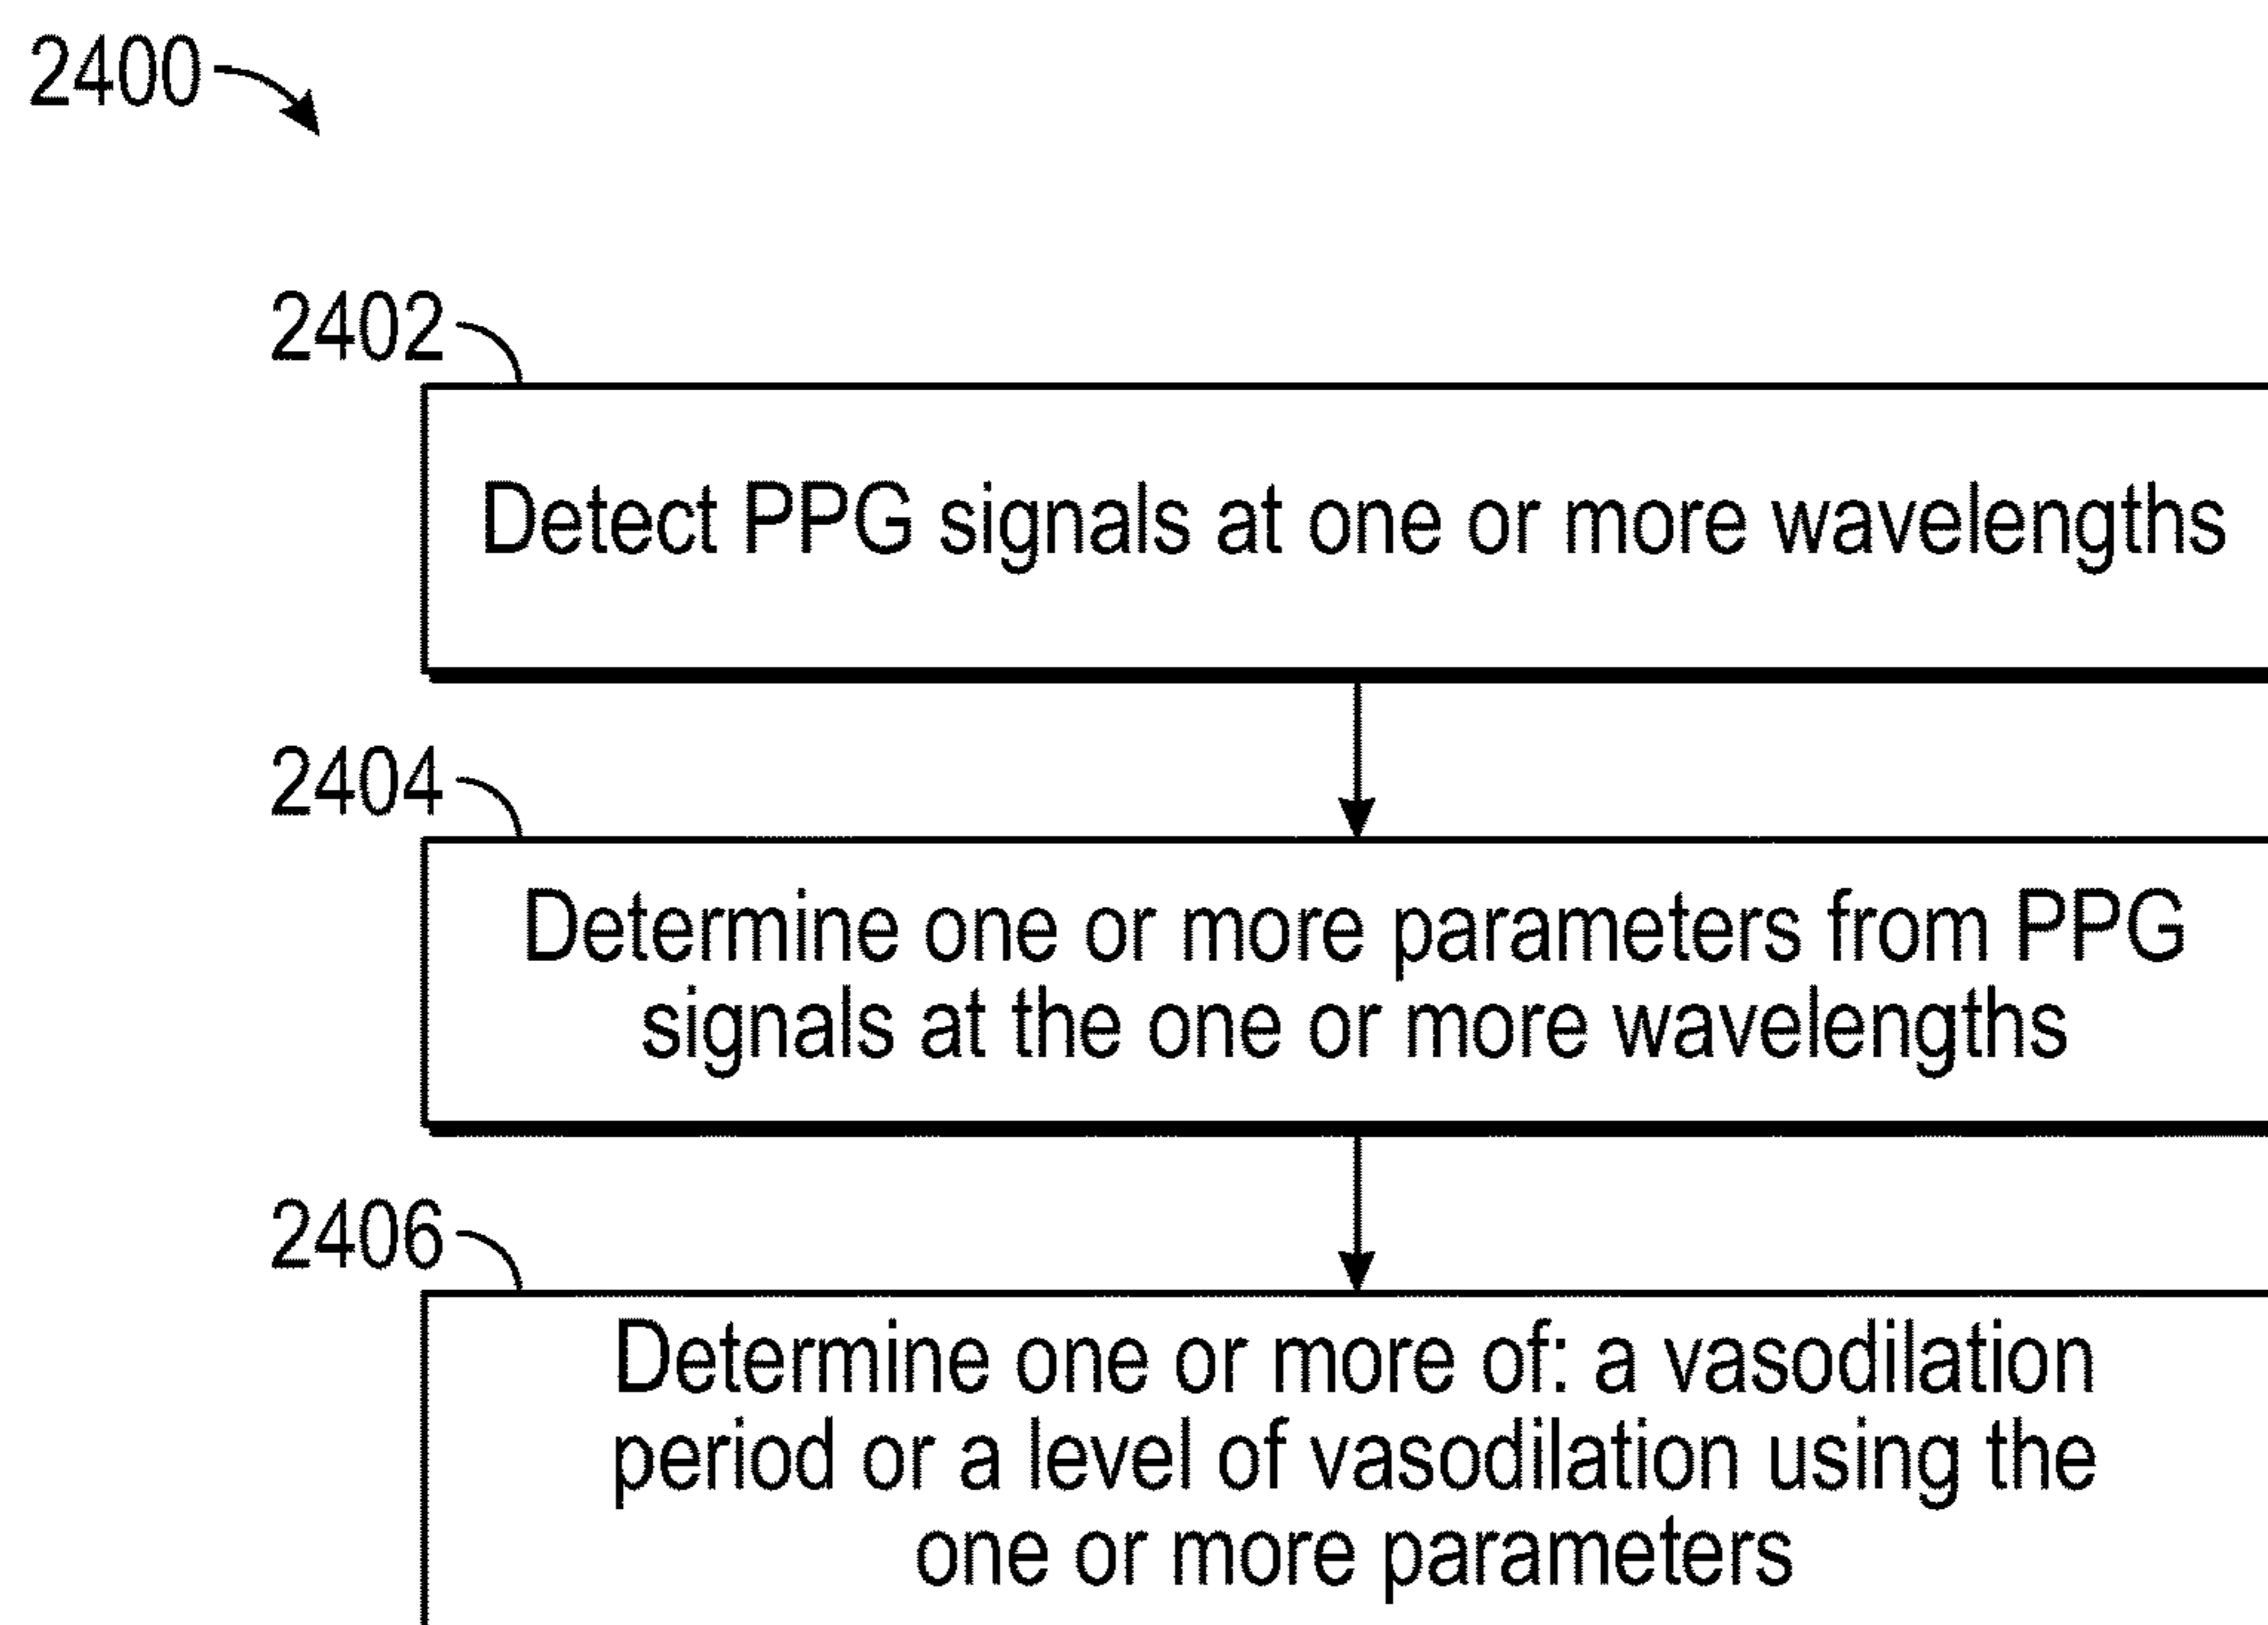 2400
2402
Detect PPG signals at one or more wavelengths
2404
Determine one or more parameters from PPG
signals at the one or more wavelengths
2406
Determine one or more of: a vasodilation
period or a level of vasodilation using the
one or more parameters